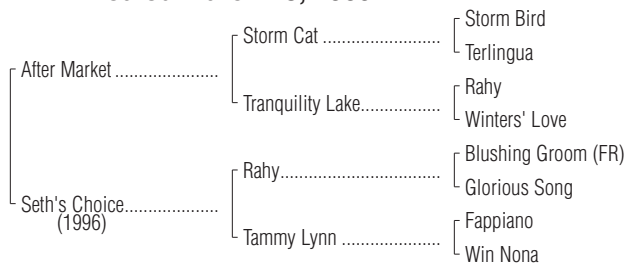 Storm Bird
Storm Cat ........................
Terlingua
After Market .....................
Rahy
Tranquility Lake................
Winters' Love
Blushing Groom (FR)
Rahy................................
Glorious Song
Seth's Choice...................
(1996)
Fappiano
Tammy Lynn ....................
Win Nona